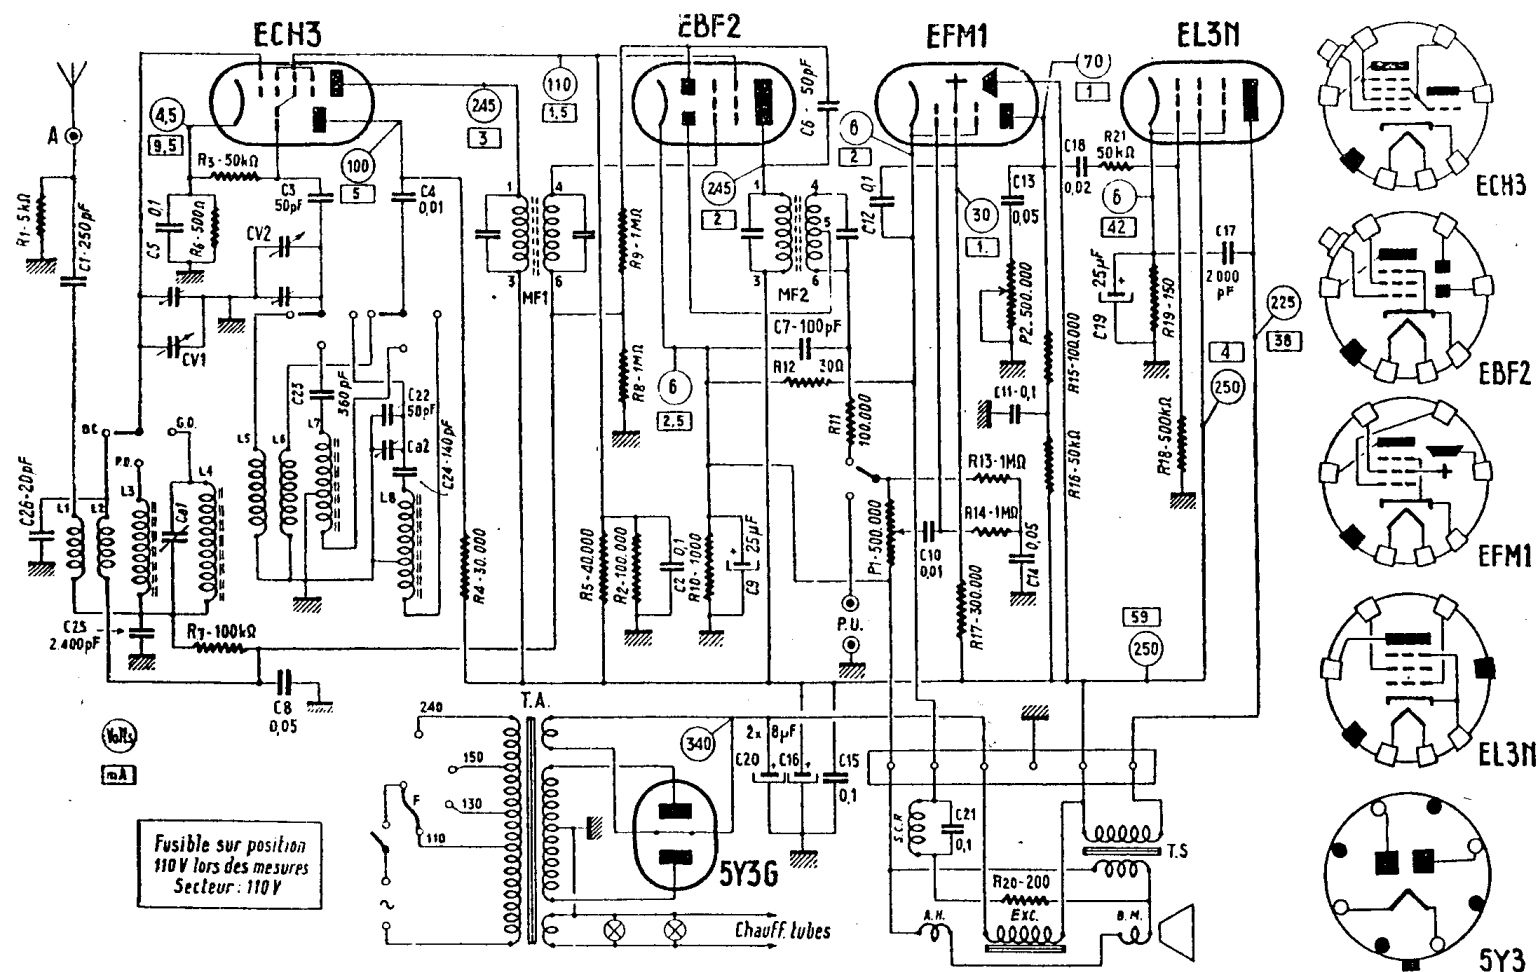 ECH3
EBF2
EFM1
EL3N
A
4,5
9,5
R3-50kΩ
100
5
245
3
110
1,5
C6 - 50pF
6
2
70
1
C18
0,02
R21
50kΩ
ECH3
R1-5kΩ
C1-250pF
C5 0,1
R6-500Ω
C3
50pF
C4
0,01
CV2
CV1
1
4
3
6
MF1
R9-1MΩ
245
2
1
4
5
3
6
MF2
C12 0,1
30
1.
C13
0,05
P2.500.000
6
42
25µF
C19
R19-150
C17
2000
pF
225
38
EBF2
C7-100pF
R12 30Ω
R8-1MΩ
6
2,5
R11
100.000
C11-0,1
R15-100.000
4
250
R18-500kΩ
C23
360pF
C22
50pF
Ca2
C24-140pF
B.C.
G.O.
P.O.
L1
L2
L3
L4
L5
L6
L7
L8
Ca1
C26-20pF
R13-1MΩ
R14-1MΩ
R16-50kΩ
C10
0,01
P1-500.000
C14 0,05
EFM1
R4-30.000
R5-40.000
R2-100.000
C2 0,1
R10-1000
C9 25µF
R17-300.000
P.U.
59
250
C25
2.400pF
R7-100kΩ
C8
0,05
T.A.
Volts
mA
240
150
130
110
F
340
2x 8µF
C20
C16
C15
0,1
EL3N
S.C.R
C21
0,1
T.S
5Y3G
R20-200
A.H.
EXC.
B.M.
Chauff. tubes
Fusible sur position
110V lors des mesures
Secteur : 110V
5Y3